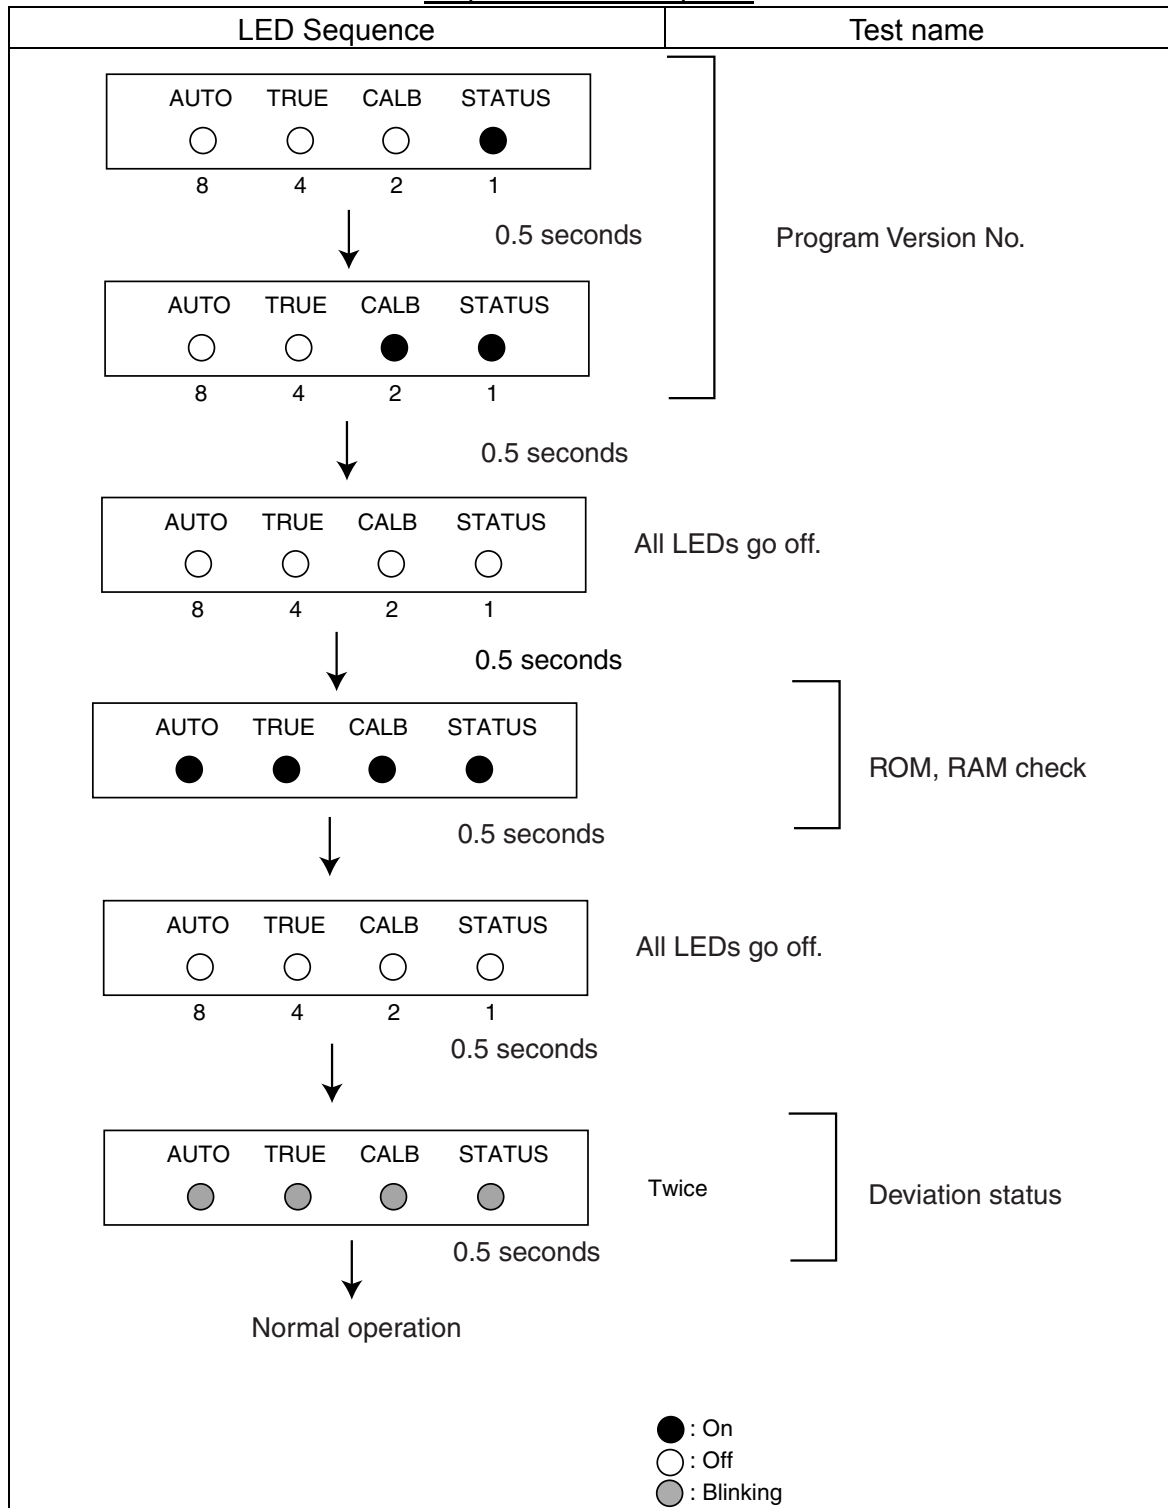 LED Sequence Test name
AUTO TRUE CALB STATUS
8 4 2 1
0.5 seconds
Program Version No.
AUTO TRUE CALB STATUS
8 4 2 1
0.5 seconds
AUTO TRUE CALB STATUS
All LEDs go off.
8 4 2 1
0.5 seconds
AUTO TRUE CALB STATUS
ROM, RAM check
0.5 seconds
AUTO TRUE CALB STATUS
All LEDs go off.
8 4 2 1
0.5 seconds
AUTO TRUE CALB STATUS
Twice
Deviation status
0.5 seconds
Normal operation
: On
: Off
: Blinking